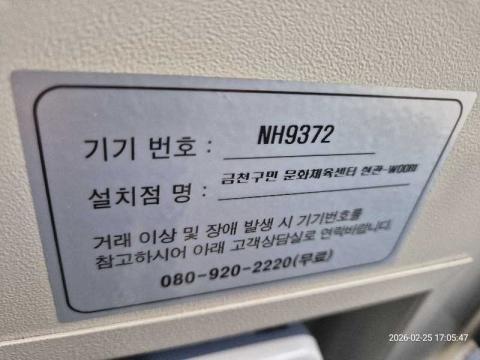 기기 번호 : NH9372
설치점 명 : 금천구민 문화체육센터 현관-WOORI
거래 이상 및 장애 발생 시 기기번호를
참고하시어 아래 고객상담실로 연락바랍니다.
080-920-2220(무료)
2026-02-25 17:05:47